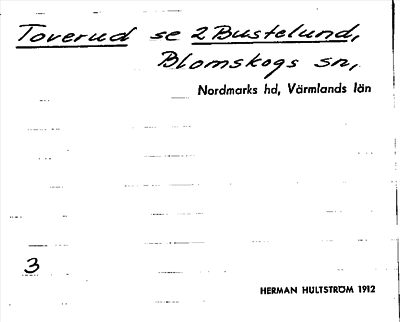 Toverud se 2 Bustelund,
Blomskogs sn,
Nordmarks hd, Värmlands län
3
HERMAN HULTSTRÖM 1912